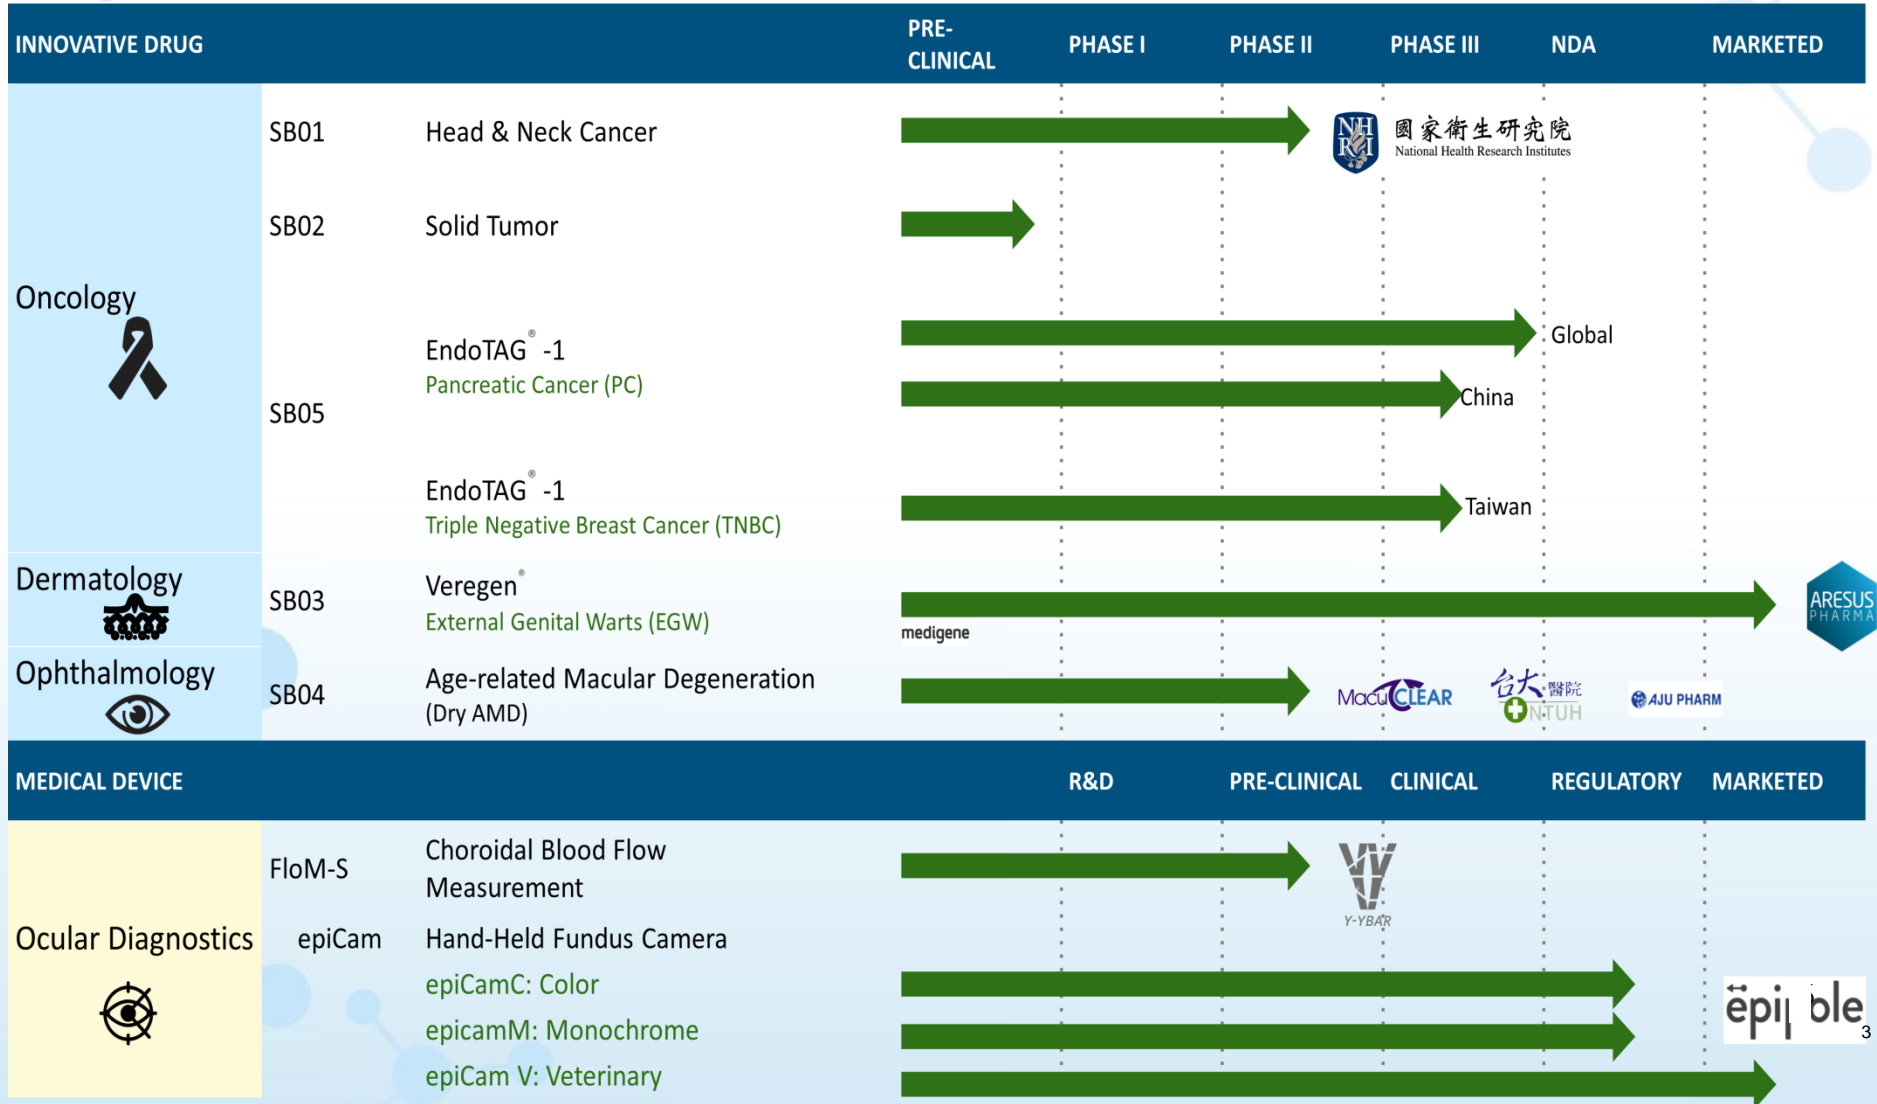 INNOVATIVE DRUG
PRE-
CLINICAL
PHASE I
PHASE II
PHASE III
NDA
MARKETED
Oncology
SB01
Head & Neck Cancer
NH
RI
國家衛生研究院
National Health Research Institutes
SB02
Solid Tumor
SB05
EndoTAG® -1
Pancreatic Cancer (PC)
Global
China
EndoTAG® -1
Triple Negative Breast Cancer (TNBC)
Taiwan
Dermatology
SB03
Veregen®
External Genital Warts (EGW)
medigene
ARESUS
PHARMA
Ophthalmology
SB04
Age-related Macular Degeneration
(Dry AMD)
MacuCLEAR
台大醫院
NTUH
AJU PHARM
MEDICAL DEVICE
R&D
PRE-CLINICAL
CLINICAL
REGULATORY
MARKETED
Ocular Diagnostics
FloM-S
Choroidal Blood Flow
Measurement
Y-YBAR
epiCam
Hand-Held Fundus Camera
epiCamC: Color
epicamM: Monochrome
epiCam V: Veterinary
3